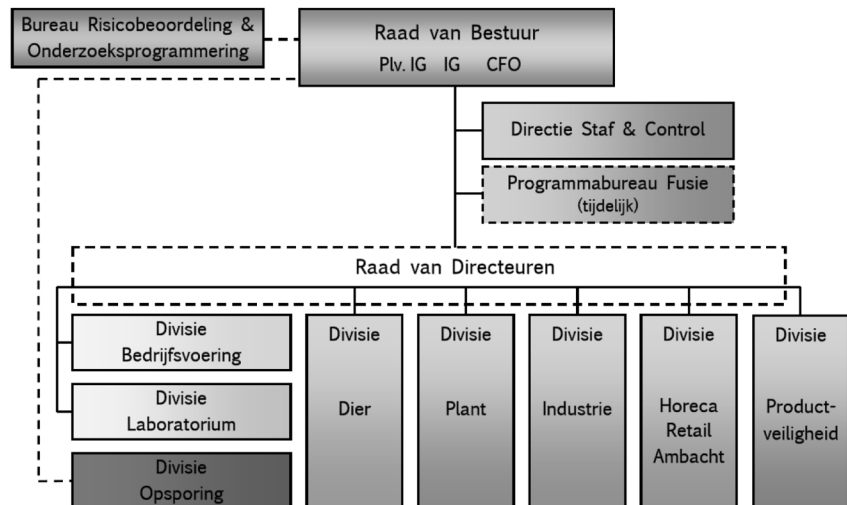 Bureau Risicobeoordeling &
Onderzoeksprogrammering
Raad van Bestuur
Plv. IG IG CFO
Directie Staf & Control
Programmabureau Fusie
(tijdelijk)
Raad van Directeuren
Divisie
Bedrijfsvoering
Divisie
Laboratorium
Divisie
Opsporing
Divisie
Dier
Divisie
Plant
Divisie
Industrie
Divisie
Horeca
Retail
Ambacht
Divisie
Product-
veiligheid